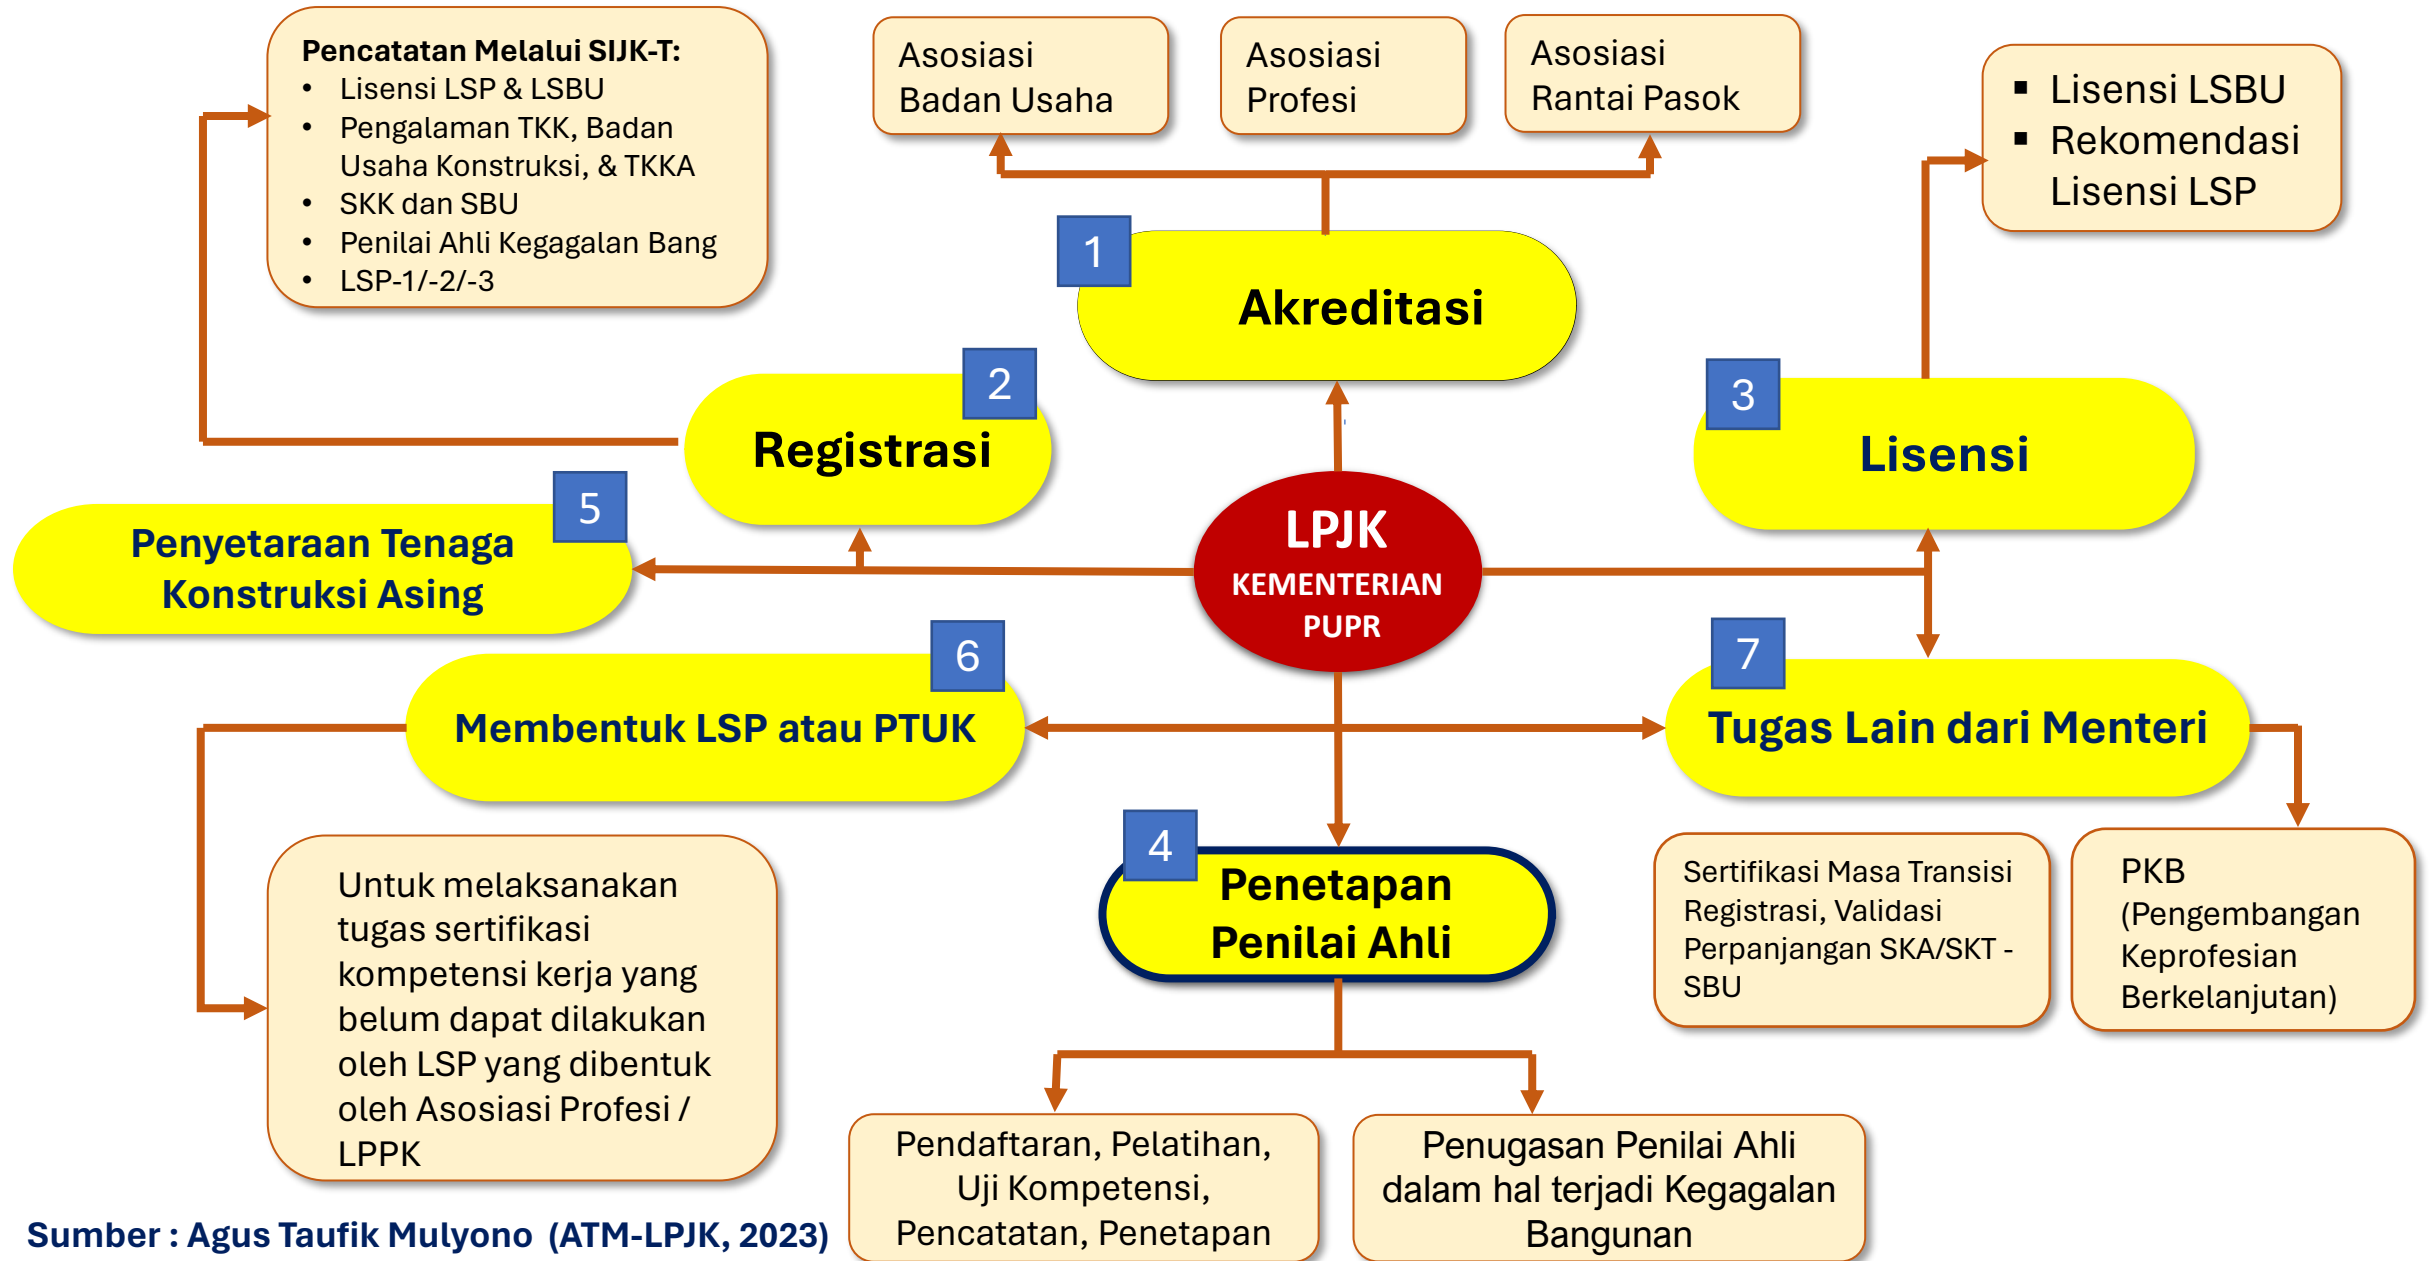 Pencatatan Melalui SIJK-T:
• Lisensi LSP & LSBU
• Pengalaman TKK, Badan
Usaha Konstruksi, & TKKA
• SKK dan SBU
• Penilai Ahli Kegagalan Bang
• LSP-1/-2/-3
Asosiasi
Badan Usaha
Asosiasi
Profesi
Asosiasi
Rantai Pasok
▪ Lisensi LSBU
▪ Rekomendasi
Lisensi LSP
1
Akreditasi
2
Registrasi
3
Lisensi
5
Penyetaraan Tenaga
Konstruksi Asing
LPJK
KEMENTERIAN
PUPR
6
Membentuk LSP atau PTUK
7
Tugas Lain dari Menteri
4
Penetapan
Penilai Ahli
Untuk melaksanakan
tugas sertifikasi
kompetensi kerja yang
belum dapat dilakukan
oleh LSP yang dibentuk
oleh Asosiasi Profesi /
LPPK
Sertifikasi Masa Transisi
Registrasi, Validasi
Perpanjangan SKA/SKT -
SBU
PKB
(Pengembangan
Keprofesian
Berkelanjutan)
Pendaftaran, Pelatihan,
Uji Kompetensi,
Pencatatan, Penetapan
Penugasan Penilai Ahli
dalam hal terjadi Kegagalan
Bangunan
Sumber : Agus Taufik Mulyono (ATM-LPJK, 2023)